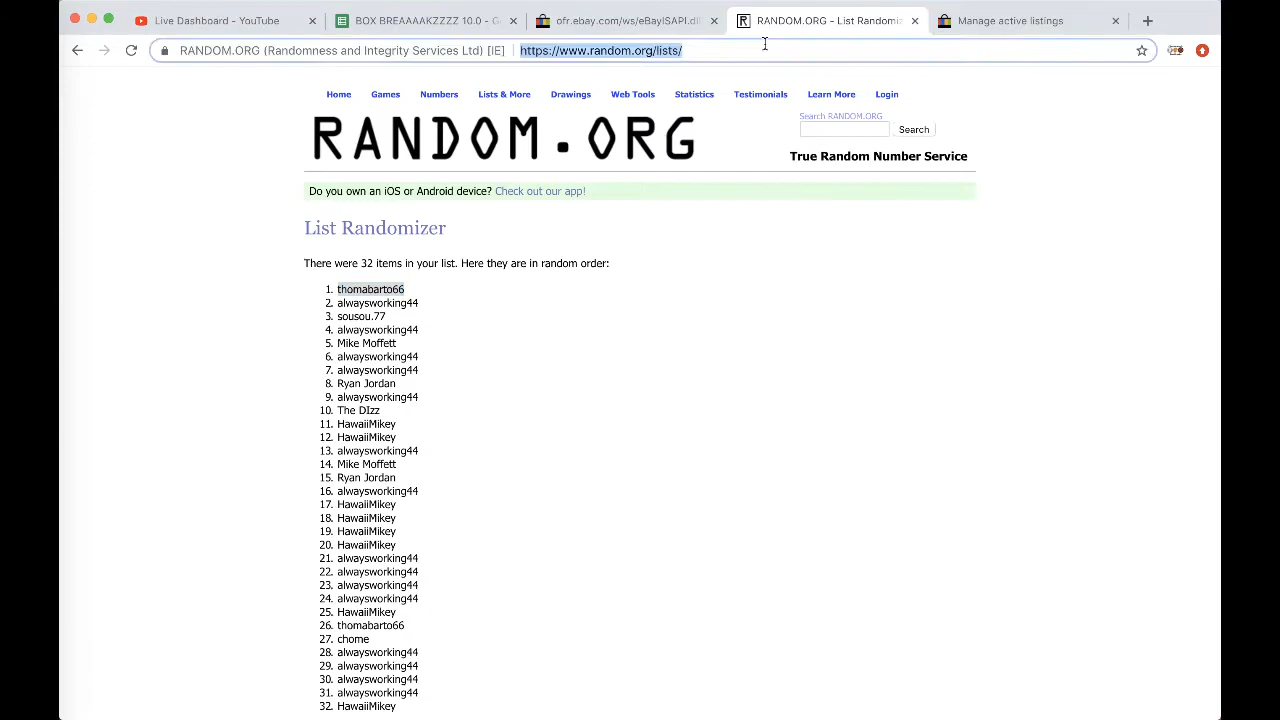 Live Dashboard - YouTube
BOX BREAAAAKZZZZ 10.0 - G
ofr.ebay.com/ws/eBayISAPI.dl
RANDOM.ORG - List Randomiz
Manage active listings
RANDOM.ORG (Randomness and Integrity Services Ltd) [IE] https://www.random.org/lists/
Home Games Numbers Lists & More Drawings Web Tools Statistics Testimonials Learn More Login
RANDOM.ORG
Search RANDOM.ORG
Search
True Random Number Service
Do you own an iOS or Android device? Check out our app!
List Randomizer
There were 32 items in your list. Here they are in random order:
1. thomabarto66
2. alwaysworking44
3. sousou.77
4. alwaysworking44
5. Mike Moffett
6. alwaysworking44
7. alwaysworking44
8. Ryan Jordan
9. alwaysworking44
10. The DIzz
11. HawaiiMikey
12. HawaiiMikey
13. alwaysworking44
14. Mike Moffett
15. Ryan Jordan
16. alwaysworking44
17. HawaiiMikey
18. HawaiiMikey
19. HawaiiMikey
20. HawaiiMikey
21. alwaysworking44
22. alwaysworking44
23. alwaysworking44
24. alwaysworking44
25. HawaiiMikey
26. thomabarto66
27. chome
28. alwaysworking44
29. alwaysworking44
30. alwaysworking44
31. alwaysworking44
32. HawaiiMikey